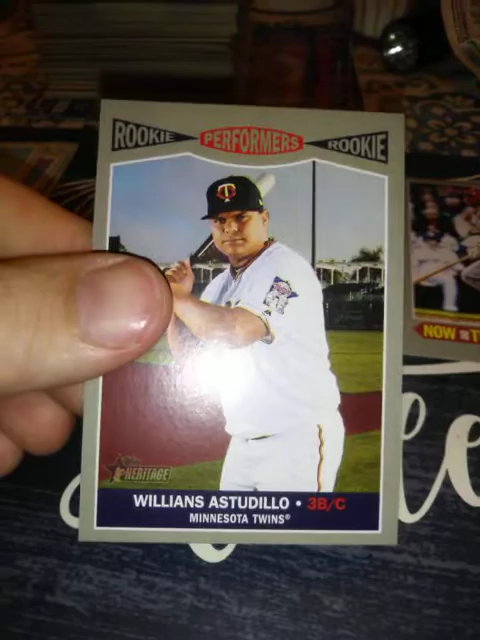 ROOKIE PERFORMERS ROOKIE
T
HERITAGE
WILLIANS ASTUDILLO • 3B/C
MINNESOTA TWINS®
NOW